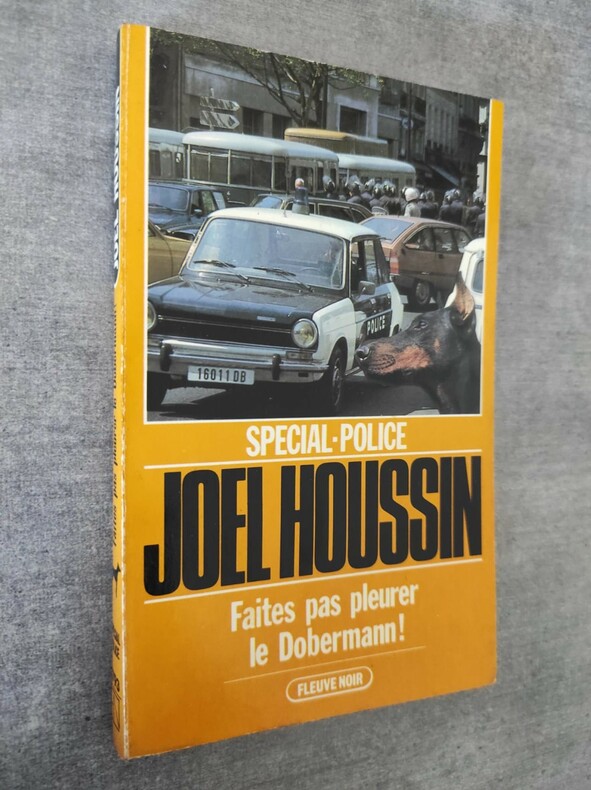 POLICE
16011 DB
SPECIAL-POLICE
JOEL HOUSSIN
Faites pas pleurer
le Dobermann!
FLEUVE NOIR